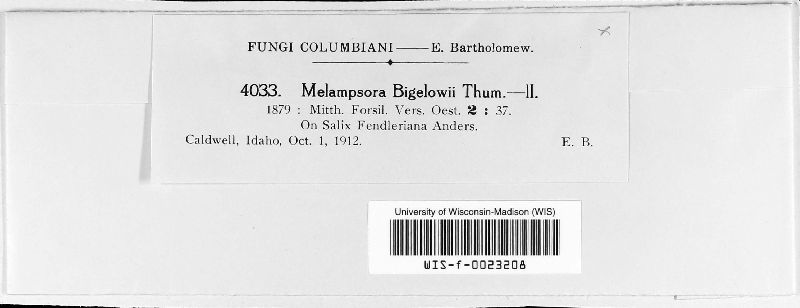 FUNGI COLUMBIANI—E. Bartholomew.
4033. Melampsora Bigelowii Thum.—II.
1879 : Mitth. Forsil. Vers. Oest. 2 : 37.
On Salix Fendleriana Anders.
Caldwell, Idaho, Oct. 1, 1912. E. B.
University of Wisconsin-Madison (WIS)
WIS-f-0023208